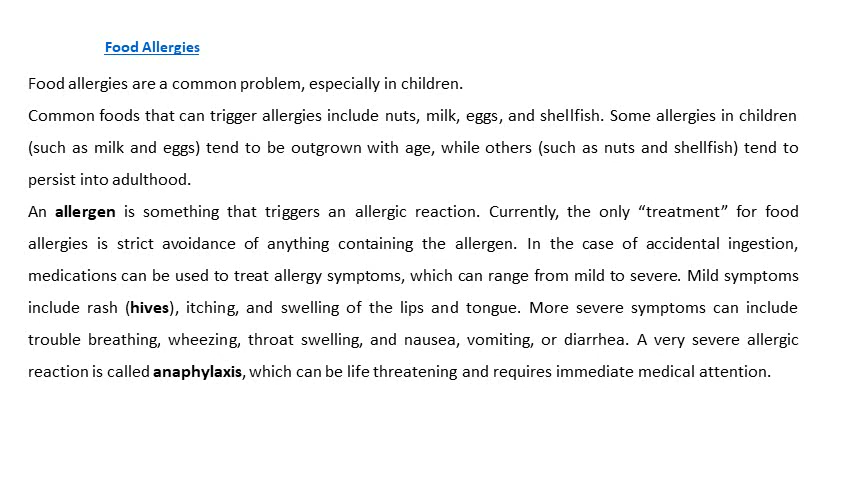 Food Allergies
Food allergies are a common problem, especially in children.
Common foods that can trigger allergies include nuts, milk, eggs, and shellfish. Some allergies in children
(such as milk and eggs) tend to be outgrown with age, while others (such as nuts and shellfish) tend to
persist into adulthood.
An allergen is something that triggers an allergic reaction. Currently, the only “treatment” for food
allergies is strict avoidance of anything containing the allergen. In the case of accidental ingestion,
medications can be used to treat allergy symptoms, which can range from mild to severe. Mild symptoms
include rash (hives), itching, and swelling of the lips and tongue. More severe symptoms can include
trouble breathing, wheezing, throat swelling, and nausea, vomiting, or diarrhea. A very severe allergic
reaction is called anaphylaxis, which can be life threatening and requires immediate medical attention.